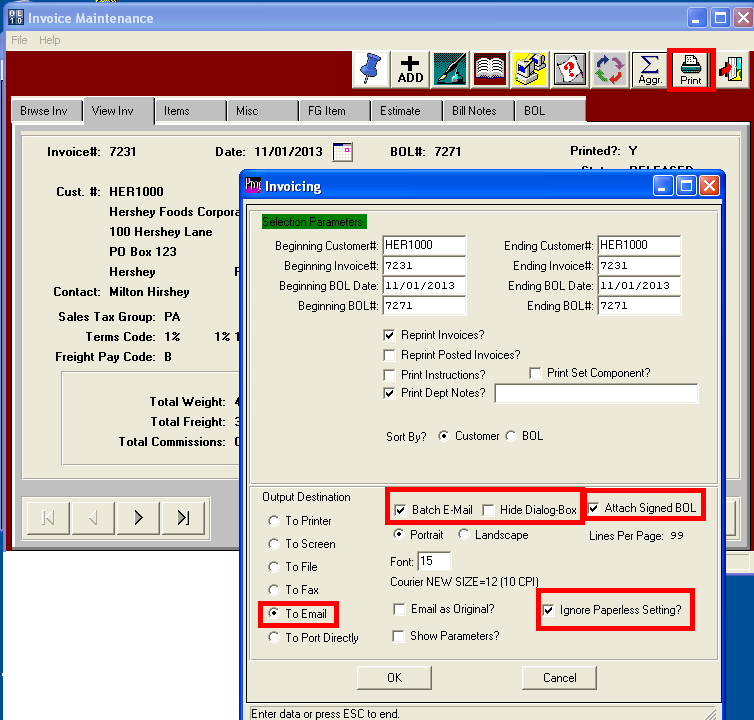 Invoice Maintenance
File Help
ADD Aggr. Print
Brwse Inv View Inv Items Misc FG Item Estimate Bill Notes BOL
Invoice#: 7231 Date: 11/01/2013 BOL#: 7271 Printed?: Y
Cust. #: HER1000
Hershey Foods Corpora
100 Hershey Lane
PO Box 123
Hershey
Contact: Milton Hirshey
Sales Tax Group: PA
Terms Code: 1% 1% 1
Freight Pay Code: B
Total Weight: 4
Total Freight: 3
Total Commissions:
Invoicing
Selection Parameters
Beginning Customer#: HER1000 Ending Customer#: HER1000
Beginning Invoice#: 7231 Ending Invoice#: 7231
Beginning BOL Date: 11/01/2013 Ending BOL Date: 11/01/2013
Beginning BOL#: 7271 Ending BOL#: 7271
Reprint Invoices?
Reprint Posted Invoices?
Print Instructions? Print Set Component?
Print Dept Notes?
Sort By? Customer BOL
Output Destination
Batch E-Mail Hide Dialog-Box Attach Signed BOL
To Printer
Portrait Landscape Lines Per Page: 99
To Screen
Font: 15
To File
Courier NEW SIZE=12 (10 CPI)
To Fax
Email as Original? Ignore Paperless Setting?
To Email
Show Parameters?
To Port Directly
OK Cancel
Enter data or press ESC to end.